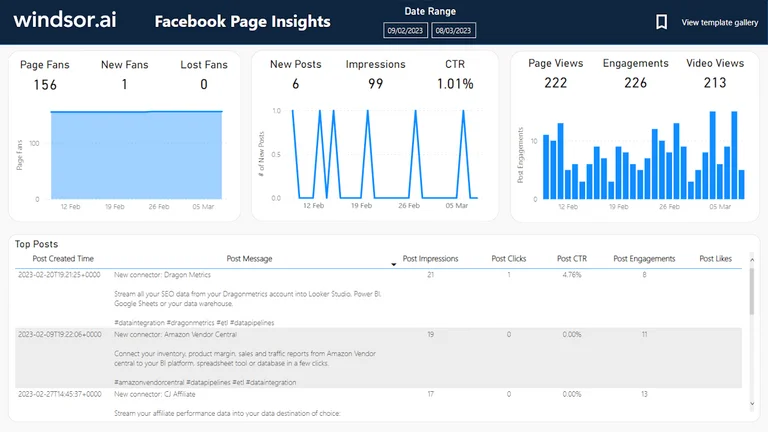 windsor.ai
Facebook Page Insights
Date Range
09/02/2023
08/03/2023
View template gallery
Page Fans
New Fans
Lost Fans
156
1
0
Page Fans
100
0
12 Feb
19 Feb
26 Feb
05 Mar
New Posts
Impressions
CTR
6
99
1.01%
# of New Posts
1.0
0.5
0.0
12 Feb
19 Feb
26 Feb
05 Mar
Page Views
Engagements
Video Views
222
226
213
Post Engagements
10
0
12 Feb
19 Feb
26 Feb
05 Mar
Top Posts
Post Created Time
Post Message
Post Impressions
Post Clicks
Post CTR
Post Engagements
Post Likes
2023-02-20T19:21:25+0000
New connector: Dragon Metrics
21
1
4.76%
8
Stream all your SEO data from your Dragonmetrics account into Looker Studio, Power BI,
Google Sheets or your data warehouse.
#dataintegration #dragonmetrics #etl #datapipelines
2023-02-09T19:22:06+0000
New connector: Amazon Vendor Central
19
0
0.00%
11
Connect your inventory, product margin, sales and traffic reports from Amazon Vendor
central to your BI platform, spreadsheet tool or database in a few clicks.
#amazonvendorcentral #datapipelines #etl #dataintegration
2023-02-27T14:45:37+0000
New connector: CJ Affiliate
17
0
0.00%
13
Stream your affiliate performance data into your data destination of choice: